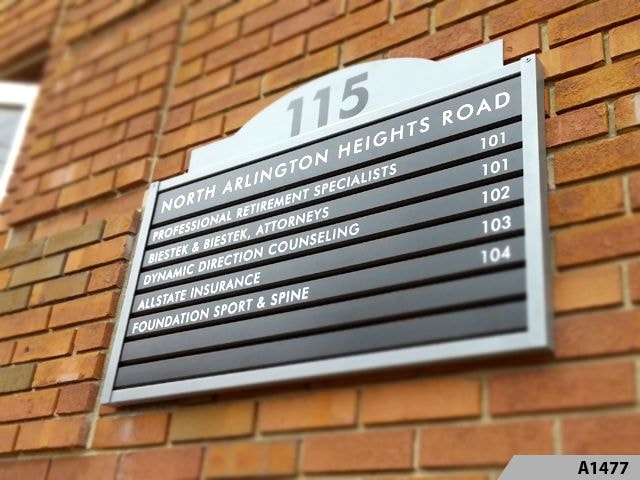 115
NORTH ARLINGTON HEIGHTS ROAD
PROFESSIONAL RETIREMENT SPECIALISTS 101
BIESTEK & BIESTEK, ATTORNEYS 101
DYNAMIC DIRECTION COUNSELING 102
ALLSTATE INSURANCE 103
FOUNDATION SPORT & SPINE 104
A1477